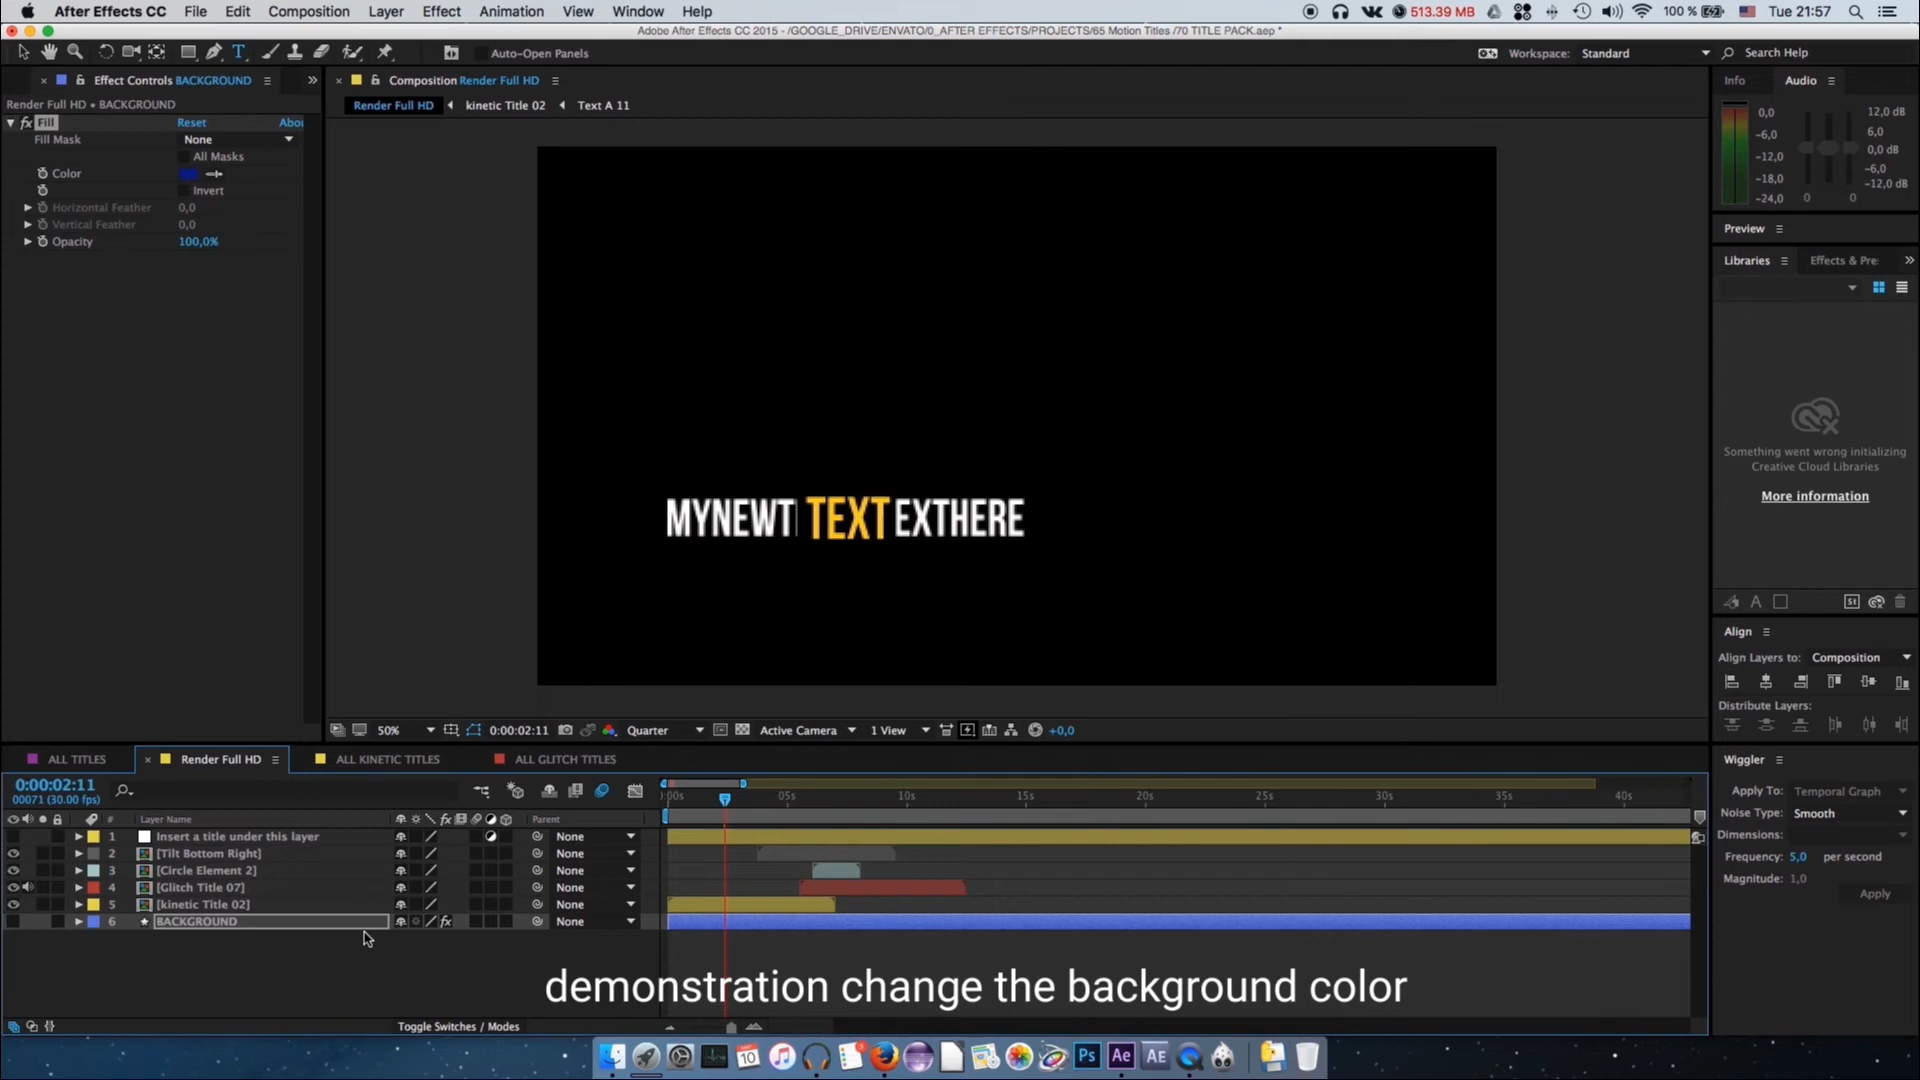 After Effects CC File Edit Composition Layer Effect Animation View Window Help 513.39 MB 100 % Tue 21:57
Adobe After Effects CC 2015 - /GOOGLE_DRIVE/ENVATO/0_AFTER EFFECTS/PROJECTS/65 Motion Titles /70 TITLE PACK.aep *
Auto-Open Panels Workspace: Standard Search Help
Effect Controls BACKGROUND
Composition Render Full HD
Info Audio
Render Full HD • BACKGROUND
Render Full HD kinetic Title 02 Text A 11
fx Fill Reset Abou
Fill Mask None
All Masks
Color
Invert
Horizontal Feather 0,0
Vertical Feather 0,0
Opacity 100,0%
0,0
-6,0
-12,0
-18,0
-24,0
12,0 dB
6,0
0,0 dB
-6,0
-12,0 dB
0 0
Preview
Libraries Effects & Pre:
Something went wrong initializing
Creative Cloud Libraries
More information
MYNEWT TEXT EXTHERE
Align
Align Layers to: Composition
Distribute Layers:
50% 0:00:02:11 Quarter Active Camera 1 View +0,0
ALL TITLES Render Full HD ALL KINETIC TITLES ALL GLITCH TITLES
0:00:02:11
00071 (30.00 fps)
):00s 05s 10s 15s 20s 25s 30s 35s 40s
# Layer Name fx Parent
1 Insert a title under this layer None
2 [Tilt Bottom Right] None
3 [Circle Element 2] None
4 [Glitch Title 07] None
5 [kinetic Title 02] None
6 BACKGROUND fx None
Wiggler
Apply To: Temporal Graph
Noise Type: Smooth
Dimensions:
Frequency: 5,0 per second
Magnitude: 1,0
Apply
demonstration change the background color
Toggle Switches / Modes
10 3 Ps Ae AE